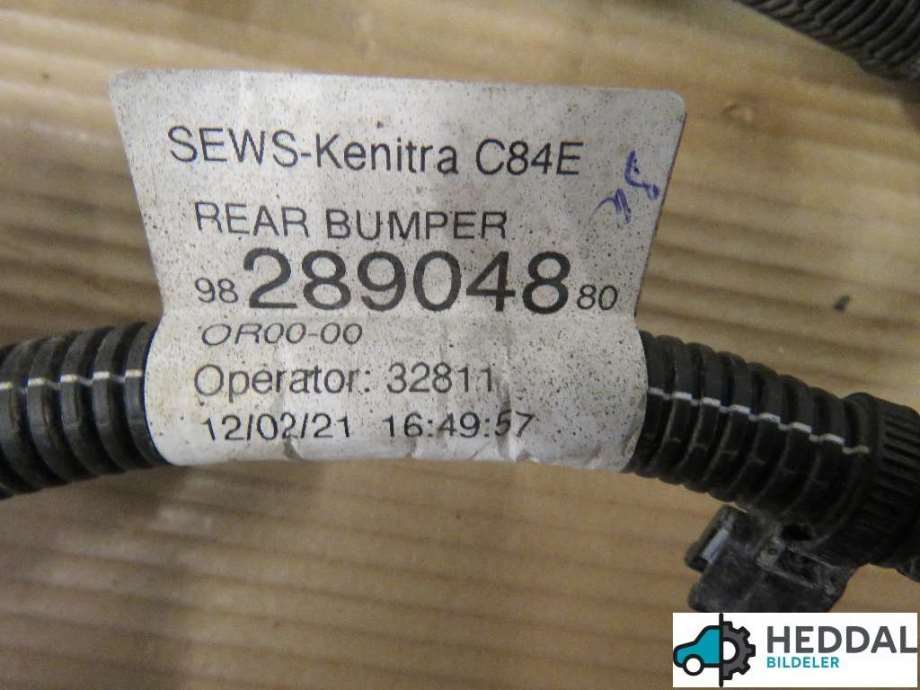 SEWS-Kenitra C84E
REAR BUMPER
98 289048 80
OR00-00
Operator: 32811
12/02/21 16:49:57
HEDDAL
BILDELER